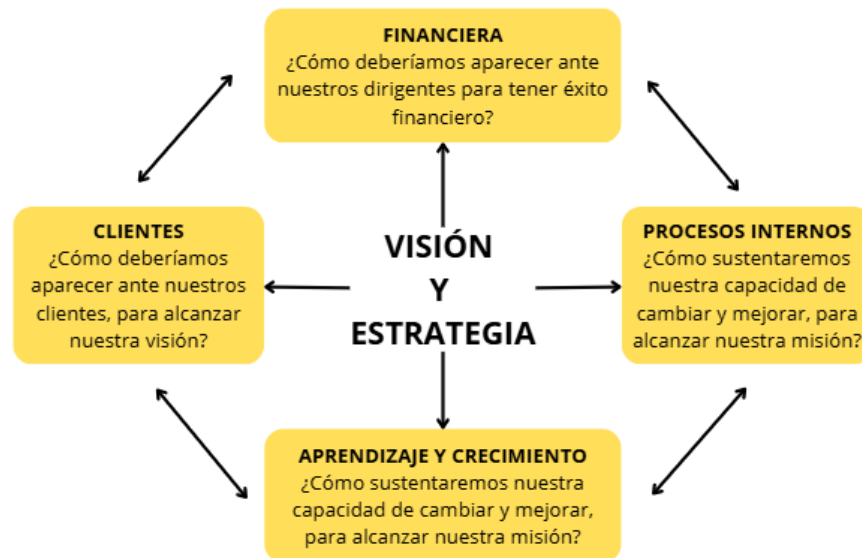 FINANCIERA
¿Cómo deberíamos aparecer ante
nuestros dirigentes para tener éxito
financiero?
CLIENTES
¿Cómo deberíamos
aparecer ante nuestros
clientes, para alcanzar
nuestra visión?
VISIÓN
Y
ESTRATEGIA
PROCESOS INTERNOS
¿Cómo sustentaremos
nuestra capacidad de
cambiar y mejorar, para
alcanzar nuestra misión?
APRENDIZAJE Y CRECIMIENTO
¿Cómo sustentaremos nuestra
capacidad de cambiar y mejorar,
para alcanzar nuestra misión?